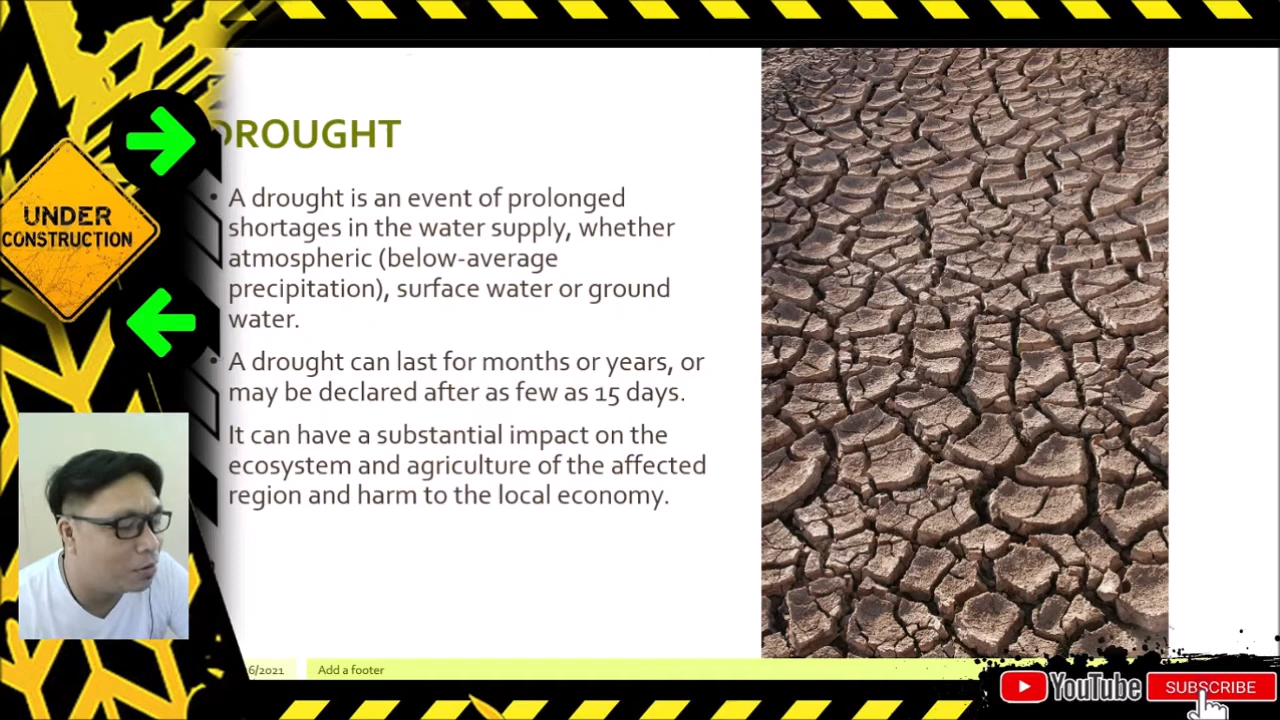 UNDER
CONSTRUCTION
DROUGHT
• A drought is an event of prolonged
shortages in the water supply, whether
atmospheric (below-average
precipitation), surface water or ground
water.
• A drought can last for months or years, or
may be declared after as few as 15 days.
It can have a substantial impact on the
ecosystem and agriculture of the affected
region and harm to the local economy.
6/2021
Add a footer
YouTube
SUBSCRIBE